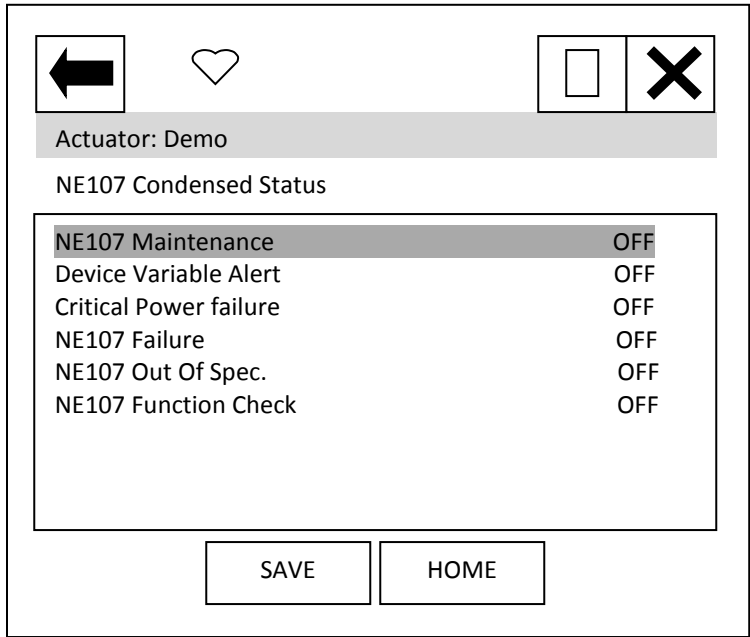 Actuator: Demo
NE107 Condensed Status
NE107 Maintenance OFF
Device Variable Alert OFF
Critical Power failure OFF
NE107 Failure OFF
NE107 Out Of Spec. OFF
NE107 Function Check OFF
SAVE HOME